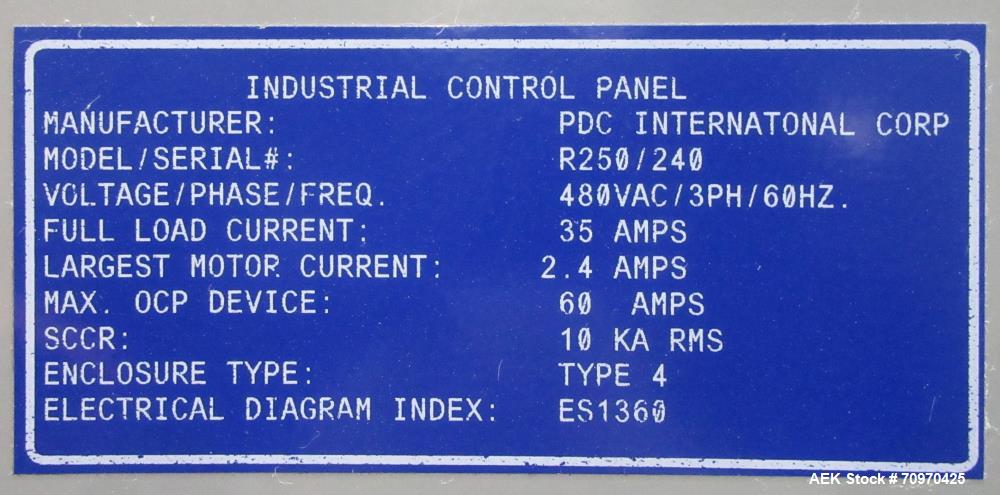 INDUSTRIAL CONTROL PANEL
MANUFACTURER: PDC INTERNATONAL CORP
MODEL/SERIAL#: R250/240
VOLTAGE/PHASE/FREQ. 480VAC/3PH/60HZ.
FULL LOAD CURRENT: 35 AMPS
LARGEST MOTOR CURRENT: 2.4 AMPS
MAX. OCP DEVICE: 60 AMPS
SCCR: 10 KA RMS
ENCLOSURE TYPE: TYPE 4
ELECTRICAL DIAGRAM INDEX: ES1360
AEK Stock # 70970425